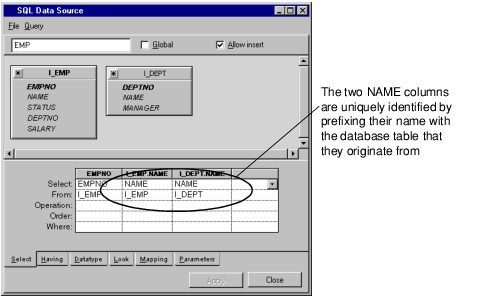 SQL Data Source
File Query
EMP
Global
Allow insert
I_EMP
EMPNO
NAME
STATUS
DEPTNO
SALARY
I_DEPT
DEPTNO
NAME
MANAGER
The two NAME columns
are uniquely identified by
prefixing their name with
the database table that
they originate from
EMPNO I_EMP.NAME I_DEPT.NAME
Select: EMPNO NAME NAME
From: I_EMP I_EMP I_DEPT
Operation:
Order:
Where:
Select Having Datatype Look Mapping Parameters
Apply Close